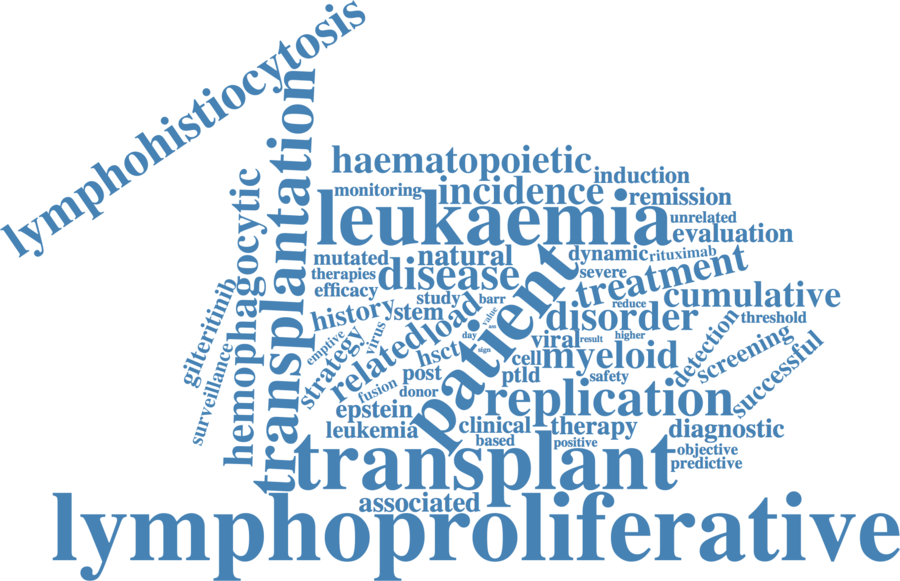 lymphohistiocytosis
transplantation
haematopoietic
induction
monitoring
incidence
remission
leukaemia
unrelated
evaluation
hemophagocytic
mutated
natural
dynamic
rituximab
therapies
disease
severe
treatment
efficacy
study
barr
patient
reduce
cumulative
gilteritinib
history
stem
load
value
an
disorder
threshold
emptive
virus
day
viral
result
higher
detection
screening
surveillance
strategy
related
hsct
sign
cell
myeloid
successful
fusion
post
donor
ptld
safety
replication
epstein
leukemia
clinical
therapy
diagnostic
based
positive
objective
transplant
predictive
associated
lymphoproliferative